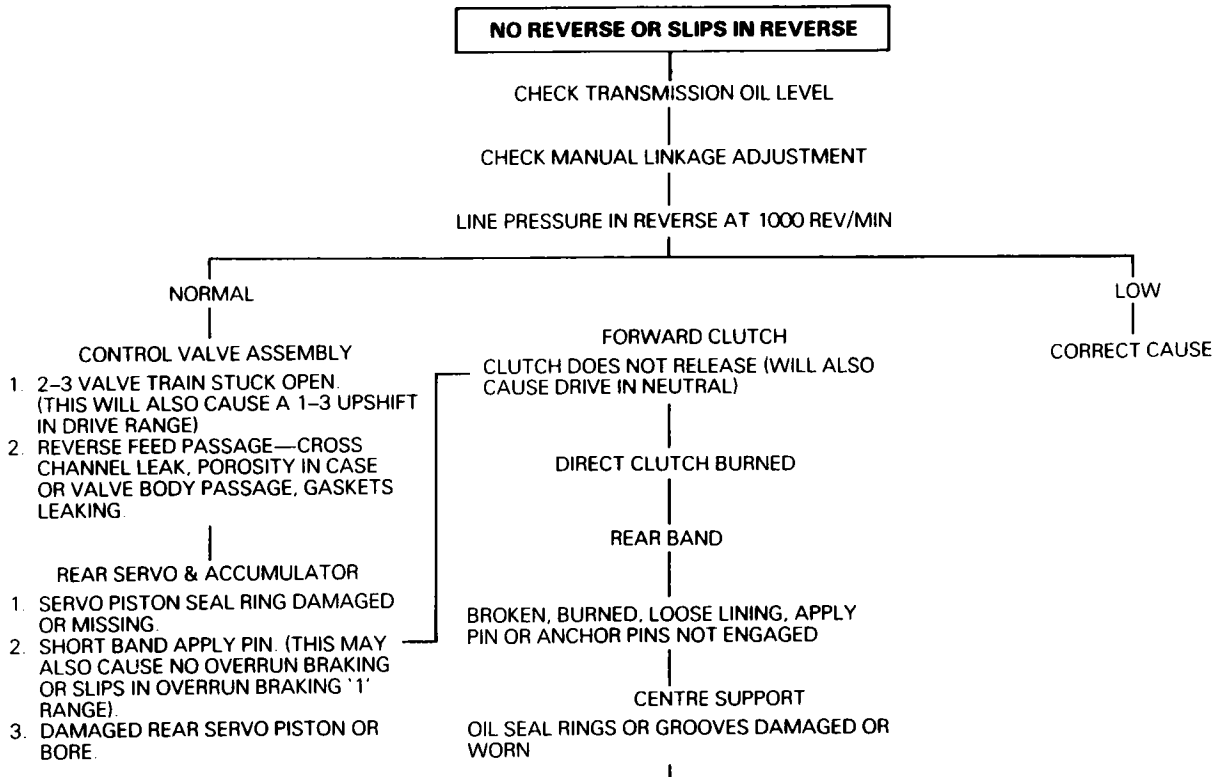 NO REVERSE OR SLIPS IN REVERSE
CHECK TRANSMISSION OIL LEVEL
CHECK MANUAL LINKAGE ADJUSTMENT
LINE PRESSURE IN REVERSE AT 1000 REV/MIN
NORMAL
CONTROL VALVE ASSEMBLY
1. 2–3 VALVE TRAIN STUCK OPEN.
(THIS WILL ALSO CAUSE A 1–3 UPSHIFT
IN DRIVE RANGE)
2. REVERSE FEED PASSAGE—CROSS
CHANNEL LEAK, POROSITY IN CASE
OR VALVE BODY PASSAGE, GASKETS
LEAKING.
REAR SERVO & ACCUMULATOR
1. SERVO PISTON SEAL RING DAMAGED
OR MISSING.
2. SHORT BAND APPLY PIN. (THIS MAY
ALSO CAUSE NO OVERRUN BRAKING
OR SLIPS IN OVERRUN BRAKING '1'
RANGE).
3. DAMAGED REAR SERVO PISTON OR
BORE.
FORWARD CLUTCH
CLUTCH DOES NOT RELEASE (WILL ALSO
CAUSE DRIVE IN NEUTRAL)
DIRECT CLUTCH BURNED
REAR BAND
BROKEN, BURNED, LOOSE LINING, APPLY
PIN OR ANCHOR PINS NOT ENGAGED
CENTRE SUPPORT
OIL SEAL RINGS OR GROOVES DAMAGED OR
WORN
LOW
CORRECT CAUSE